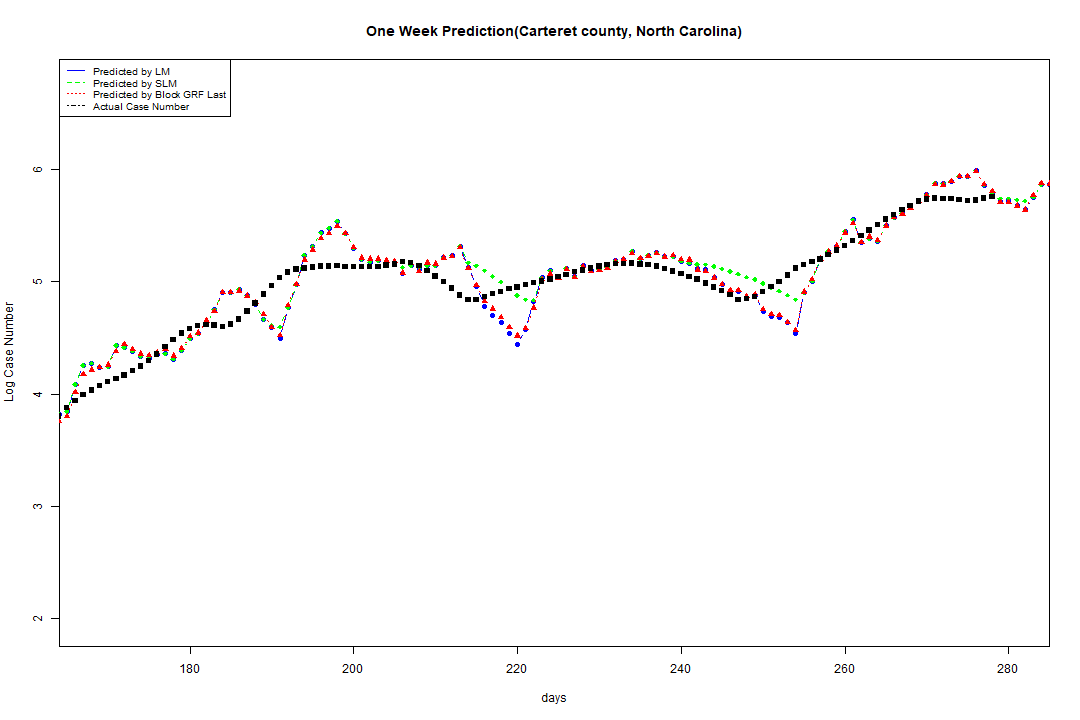 One Week Prediction(Carteret county, North Carolina)
Predicted by LM
Predicted by SLM
Predicted by Block GRF Last
Actual Case Number
Log Case Number
6
5
4
3
2
180 200 220 240 260 280
days